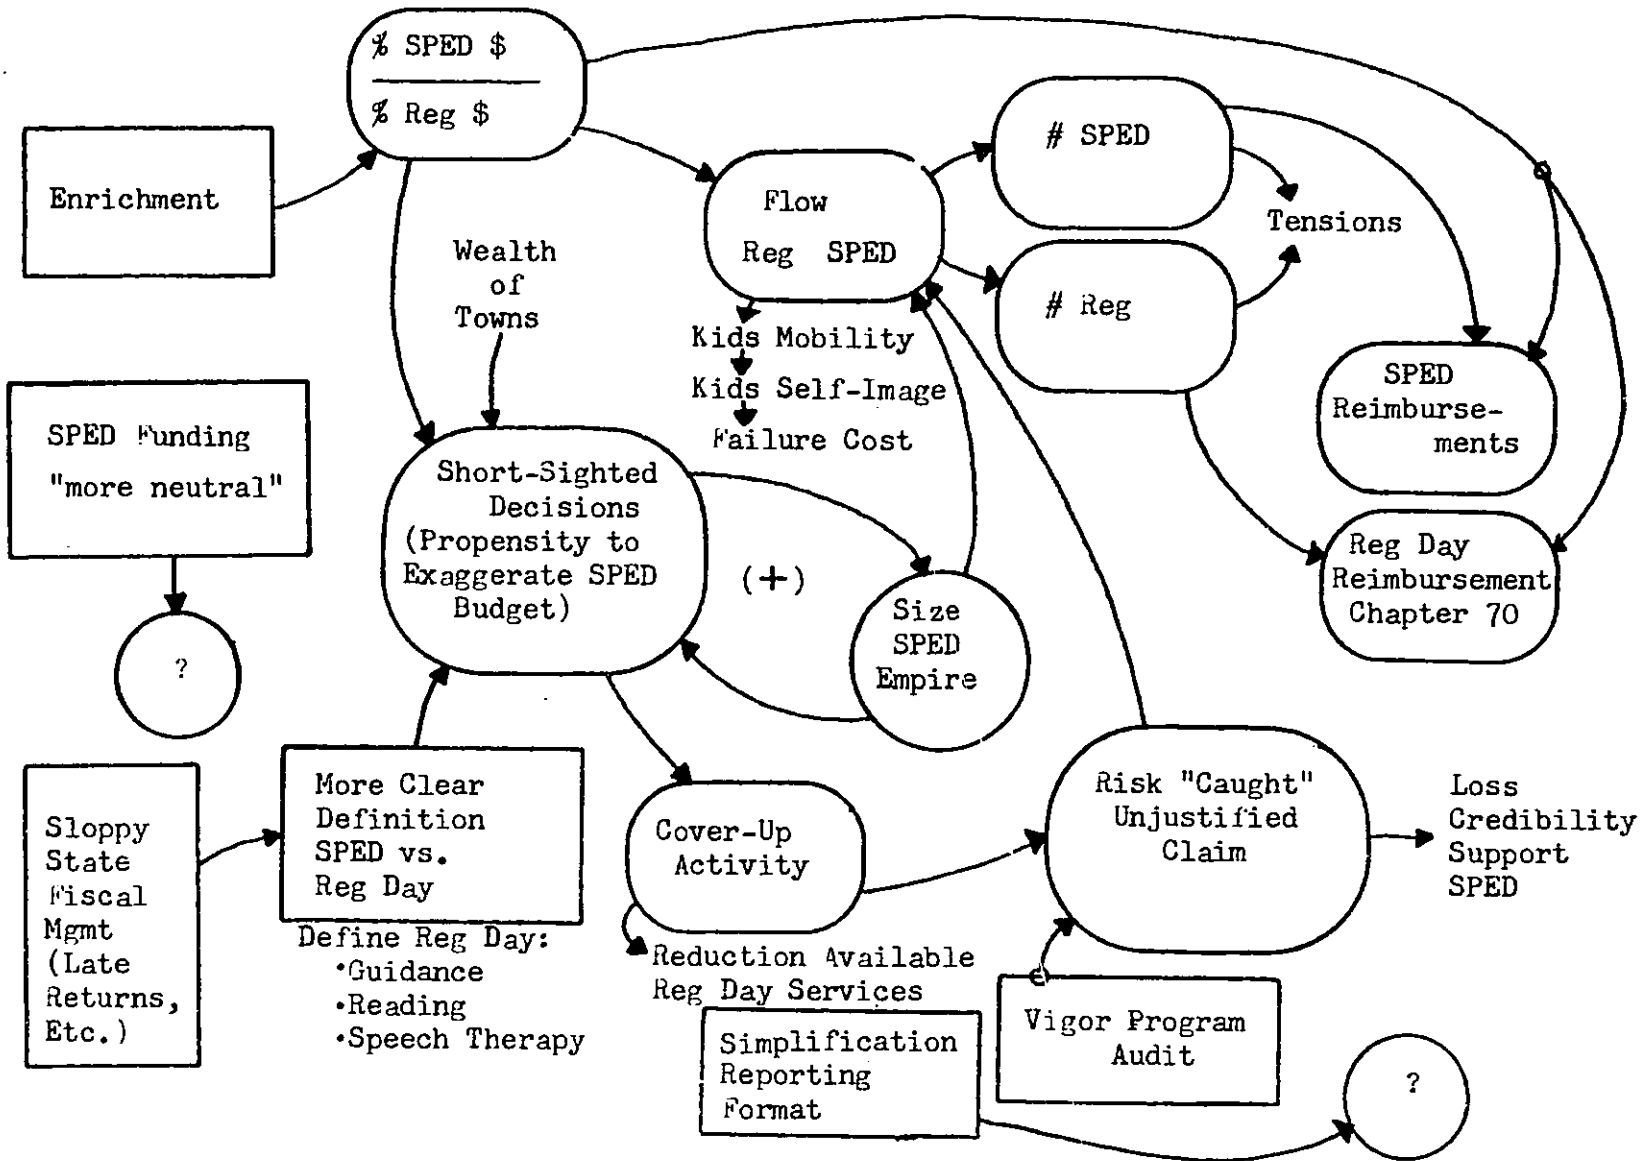 % SPED $
% Reg $
Enrichment
# SPED
Flow
Reg SPED
Tensions
Wealth
of
Towns
# Reg
Kids Mobility
Kids Self-Image
Failure Cost
SPED
Reimburse-
ments
SPED Funding
"more neutral"
Short-Sighted
Decisions
(Propensity to
Exaggerate SPED
Budget)
(+)
Reg Day
Reimbursement
Chapter 70
Size
SPED
Empire
?
More Clear
Definition
SPED vs.
Reg Day
Sloppy
State
Fiscal
Mgmt
(Late
Returns,
Etc.)
Cover-Up
Activity
Risk "Caught"
Unjustified
Claim
Loss
Credibility
Support
SPED
Define Reg Day:
•Guidance
•Reading
•Speech Therapy
Reduction Available
Reg Day Services
Simplification
Reporting
Format
Vigor Program
Audit
?